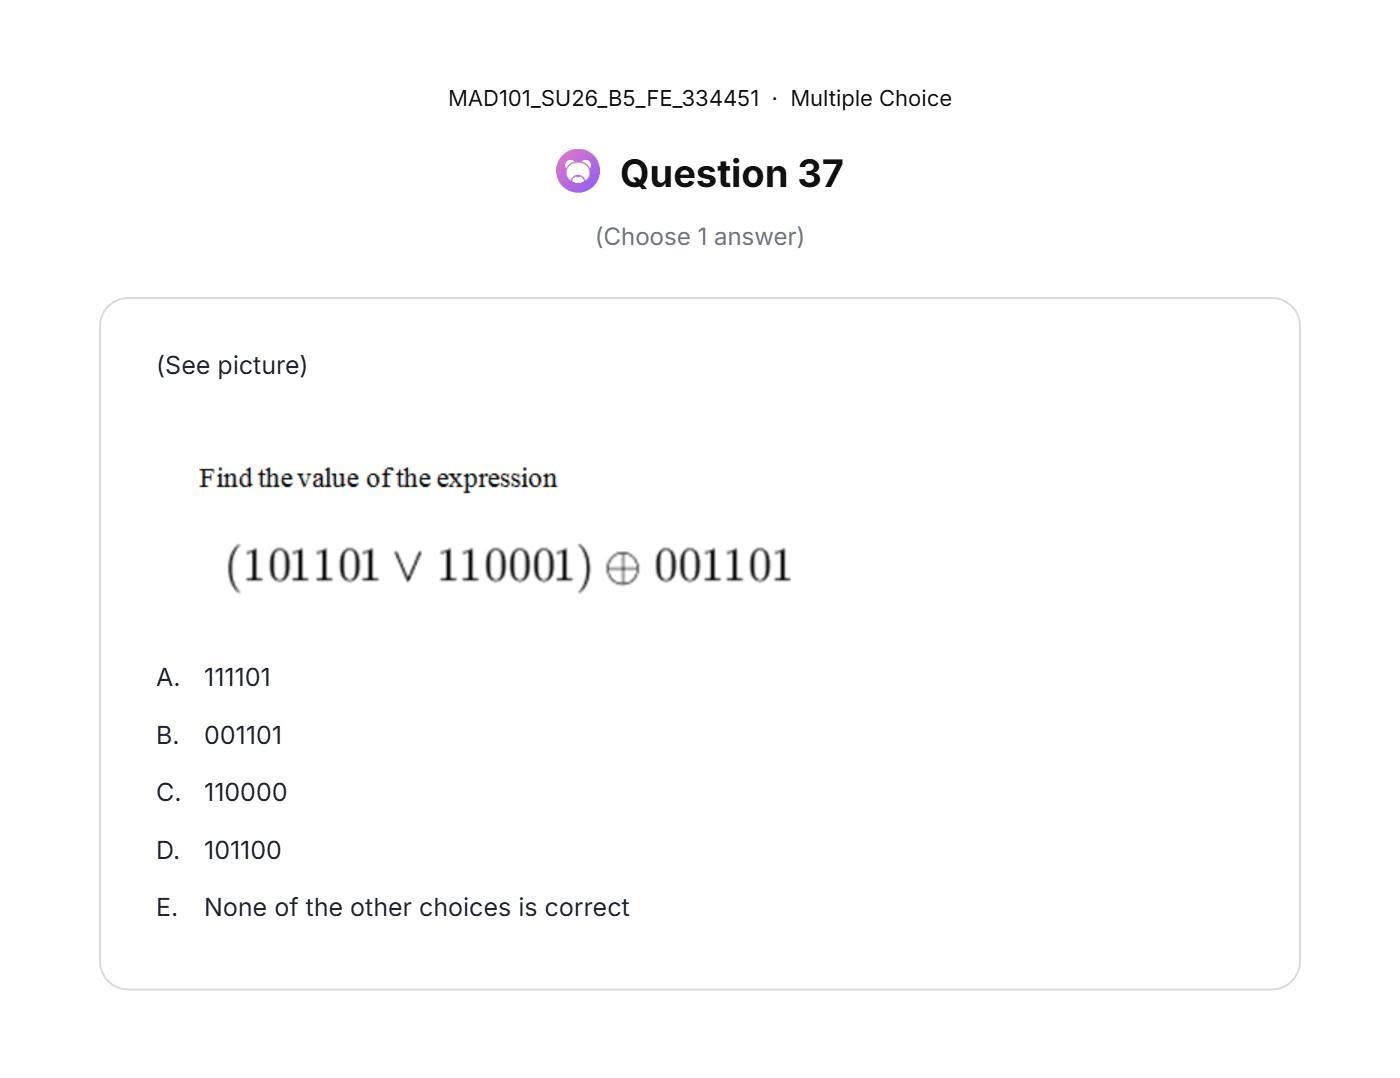 MAD101_SU26_B5_FE_334451 · Multiple Choice
Question 37
(Choose 1 answer)
(See picture)
Find the value of the expression
(101101 ∨ 110001) ⊕ 001101
A. 111101
B. 001101
C. 110000
D. 101100
E. None of the other choices is correct